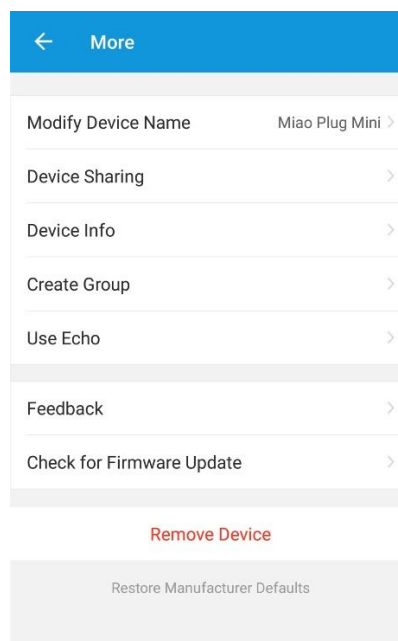 More
Modify Device Name Miao Plug Mini
Device Sharing
Device Info
Create Group
Use Echo
Feedback
Check for Firmware Update
Remove Device
Restore Manufacturer Defaults